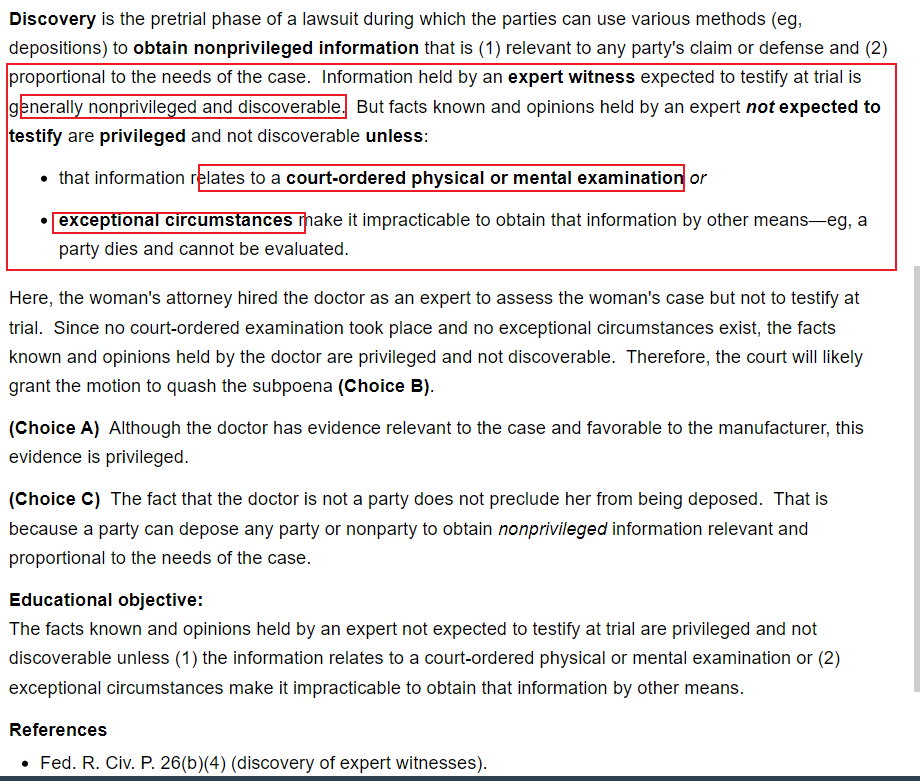 Discovery is the pretrial phase of a lawsuit during which the parties can use various methods (eg,
depositions) to obtain nonprivileged information that is (1) relevant to any party's claim or defense and (2)
proportional to the needs of the case.  Information held by an expert witness expected to testify at trial is
generally nonprivileged and discoverable.  But facts known and opinions held by an expert not expected to
testify are privileged and not discoverable unless:
• that information relates to a court-ordered physical or mental examination or
• exceptional circumstances make it impracticable to obtain that information by other means—eg, a
party dies and cannot be evaluated.
Here, the woman's attorney hired the doctor as an expert to assess the woman's case but not to testify at
trial.  Since no court-ordered examination took place and no exceptional circumstances exist, the facts
known and opinions held by the doctor are privileged and not discoverable.  Therefore, the court will likely
grant the motion to quash the subpoena (Choice B).
(Choice A)  Although the doctor has evidence relevant to the case and favorable to the manufacturer, this
evidence is privileged.
(Choice C)  The fact that the doctor is not a party does not preclude her from being deposed.  That is
because a party can depose any party or nonparty to obtain nonprivileged information relevant and
proportional to the needs of the case.
Educational objective:
The facts known and opinions held by an expert not expected to testify at trial are privileged and not
discoverable unless (1) the information relates to a court-ordered physical or mental examination or (2)
exceptional circumstances make it impracticable to obtain that information by other means.
References
• Fed. R. Civ. P. 26(b)(4) (discovery of expert witnesses).